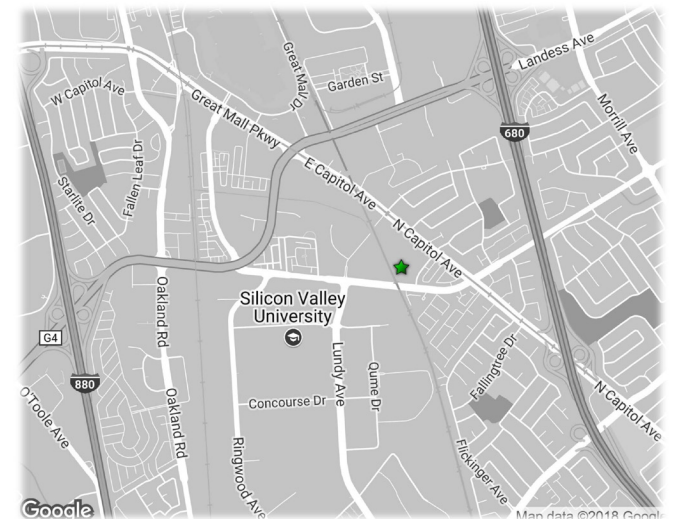 Landess Ave
Great Mall Dr
Garden St
W Capitol Ave
Great Mall Pkwy
Morrill Ave
680
Fallen Leaf Dr
Starlite Dr
E Capitol Ave
N Capitol Ave
Oakland Rd
Silicon Valley
University
G4
Lundy Ave
Qume Dr
Fallingtree Dr
880
Concourse Dr
N Capitol Ave
O'Toole Ave
Oakland Rd
Ringwood Ave
Flickinger Ave
Google
Map data ©2018 Googl